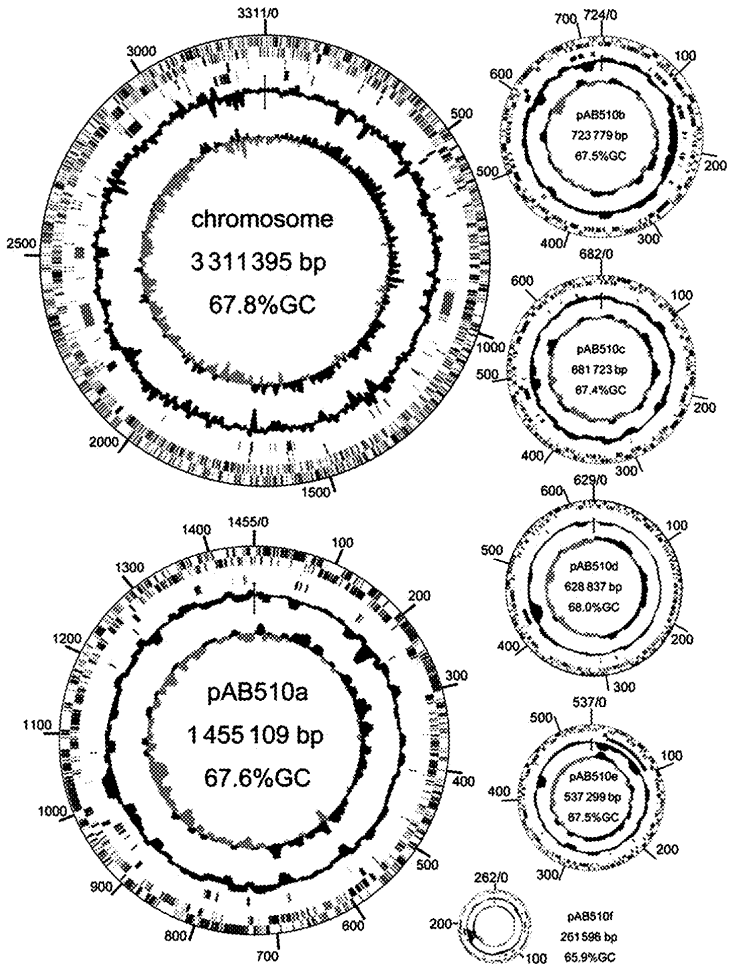 3311/0
500
1000
1500
2000
2500
3000
chromosome
3 311 395 bp
67.8%GC
724/0
100
200
300
400
500
600
700
pAB510b
723 779 bp
67.5%GC
682/0
100
200
300
400
500
600
pAB510c
681 723 bp
67.4%GC
629/0
100
200
300
400
500
600
pAB510d
628 837 bp
68.0%GC
1455/0
100
200
300
400
500
600
700
800
900
1000
1100
1200
1300
1400
pAB510a
1 455 109 bp
67.6%GC
537/0
100
200
300
400
500
pAB510e
537 299 bp
67.5%GC
262/0
100
200
pAB510f
261 596 bp
65.9%GC